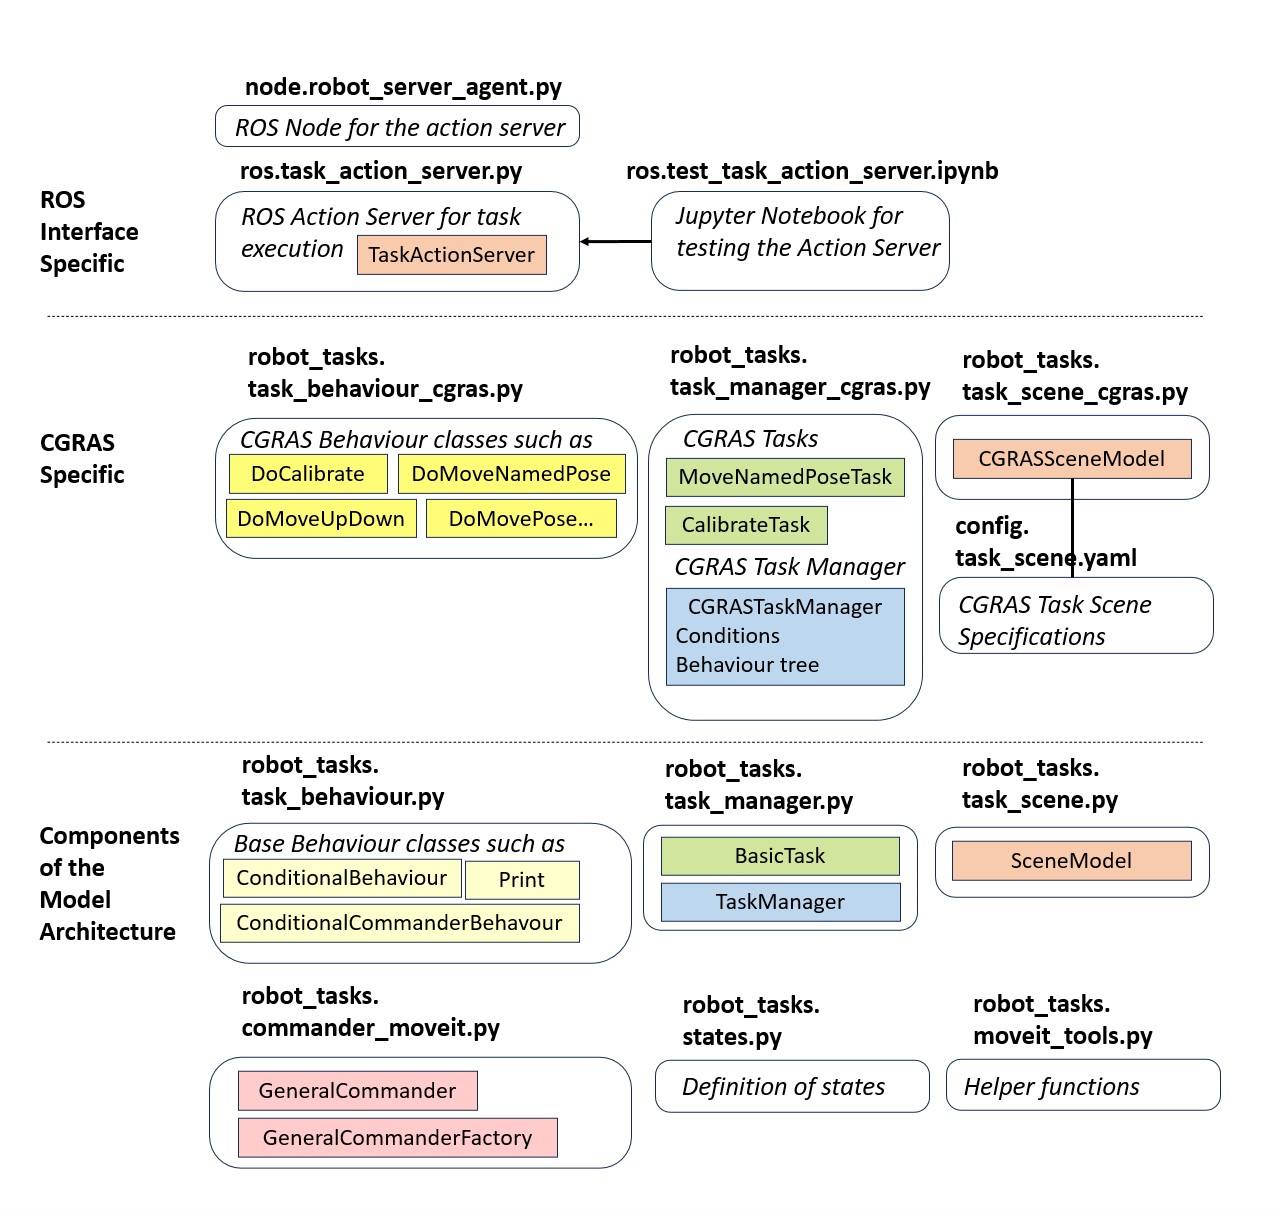 node.robot_server_agent.py
ROS Node for the action server
ros.task_action_server.py
ros.test_task_action_server.ipynb
ROS
Interface
Specific
ROS Action Server for task
execution
TaskActionServer
Jupyter Notebook for
testing the Action Server
robot_tasks.
task_behaviour_cgras.py
robot_tasks.
task_manager_cgras.py
robot_tasks.
task_scene_cgras.py
CGRAS
Specific
CGRAS Behaviour classes such as
DoCalibrate
DoMoveNamedPose
DoMoveUpDown
DoMovePose...
CGRAS Tasks
MoveNamedPoseTask
CalibrateTask
CGRAS Task Manager
CGRASTaskManager
Conditions
Behaviour tree
CGRASSceneModel
config.
task_scene.yaml
CGRAS Task Scene
Specifications
robot_tasks.
task_behaviour.py
robot_tasks.
task_manager.py
robot_tasks.
task_scene.py
Components
of the
Model
Architecture
Base Behaviour classes such as
ConditionalBehaviour
Print
ConditionalCommanderBehavour
BasicTask
TaskManager
SceneModel
robot_tasks.
commander_moveit.py
robot_tasks.
states.py
robot_tasks.
moveit_tools.py
GeneralCommander
GeneralCommanderFactory
Definition of states
Helper functions